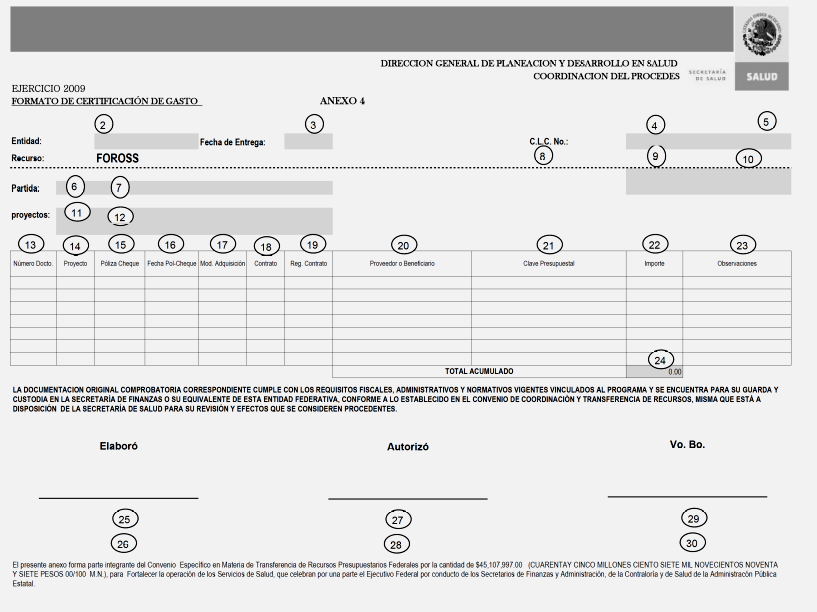 DIRECCION GENERAL DE PLANEACION Y DESARROLLO EN SALUD
COORDINACION DEL PROCEDES
SECRETARÍA
DE SALUD
SALUD
EJERCICIO 2009
FORMATO DE CERTIFICACIÓN DE GASTO ANEXO 4
2 3 4 5
Entidad: Fecha de Entrega: C.L.C. No.:
Recurso: FOROSS 8 9 10
Partida: 6 7
proyectos: 11 12
13 14 15 16 17 18 19 20 21 22 23
Número Docto. Proyecto Póliza Cheque Fecha Pol-Cheque Mod. Adquisición Contrato Reg. Contrato Proveedor o Beneficiario Clave Presupuestal Importe Observaciones
24
TOTAL ACUMULADO 0.00
LA DOCUMENTACION ORIGINAL COMPROBATORIA CORRESPONDIENTE CUMPLE CON LOS REQUISITOS FISCALES, ADMINISTRATIVOS Y NORMATIVOS VIGENTES VINCULADOS AL PROGRAMA Y SE ENCUENTRA PARA SU GUARDA Y
CUSTODIA EN LA SECRETARÍA DE FINANZAS O SU EQUIVALENTE DE ESTA ENTIDAD FEDERATIVA, CONFORME A LO ESTABLECIDO EN EL CONVENIO DE COORDINACIÓN Y TRANSFERENCIA DE RECURSOS, MISMA QUE ESTÁ A
DISPOSICIÓN DE LA SECRETARÍA DE SALUD PARA SU REVISIÓN Y EFECTOS QUE SE CONSIDEREN PROCEDENTES.
Elaboró Autorizó Vo. Bo.
25 27 29
26 28 30
El presente anexo forma parte integrante del Convenio Específico en Materia de Transferencia de Recursos Presupuestarios Federales por la cantidad de $45,107,997.00 (CUARENTAY CINCO MILLONES CIENTO SIETE MIL NOVECIENTOS NOVENTA
Y SIETE PESOS 00/100 M.N.), para Fortalecer la operación de los Servicios de Salud, que celebran por una parte el Ejecutivo Federal por conducto de los Secretarios de Finanzas y Administración, de la Contraloría y de Salud de la Administracón Pública
Estatal.